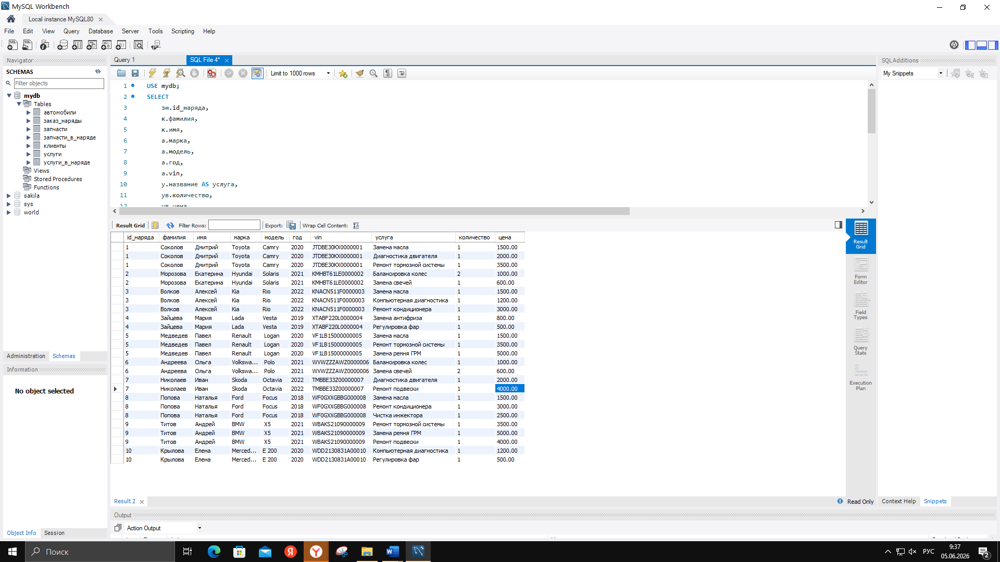 MySQL Workbench
Local instance MySQL80
File Edit View Query Database Server Tools Scripting Help
Navigator
SCHEMAS
Filter objects
mydb
Tables
автомобили
заказ_наряды
запчасти
запчасти_в_наряде
клиенты
услуги
услуги_в_наряде
Views
Stored Procedures
Functions
sakila
sys
world
Administration Schemas
Information
No object selected
Object Info Session
Query 1 SQL File 4*
Limit to 1000 rows
1 USE mydb;
2 SELECT
3 зн.id_наряда,
4 к.фамилия,
5 к.имя,
6 а.марка,
7 а.модель,
8 а.год,
9 а.vin,
10 у.название AS услуга,
11 ув.количество,
12 ув.цена
Result Grid Filter Rows: Export: Wrap Cell Content:
id_наряда фамилия имя марка модель год vin услуга количество цена
1 Соколов Дмитрий Toyota Camry 2020 JTDBE30KX0000001 Замена масла 1 1500.00
1 Соколов Дмитрий Toyota Camry 2020 JTDBE30KX0000001 Диагностика двигателя 1 2000.00
1 Соколов Дмитрий Toyota Camry 2020 JTDBE30KX0000001 Ремонт тормозной системы 1 3500.00
2 Морозова Екатерина Hyundai Solaris 2021 KMHBT61LE0000002 Балансировка колес 2 1000.00
2 Морозова Екатерина Hyundai Solaris 2021 KMHBT61LE0000002 Замена свечей 1 600.00
3 Волков Алексей Kia Rio 2022 KNACN511F0000003 Замена масла 1 1500.00
3 Волков Алексей Kia Rio 2022 KNACN511F0000003 Компьютерная диагностика 1 1200.00
3 Волков Алексей Kia Rio 2022 KNACN511F0000003 Ремонт кондиционера 1 3000.00
4 Зайцева Мария Lada Vesta 2019 XTABF220L0000004 Замена антифриза 1 800.00
4 Зайцева Мария Lada Vesta 2019 XTABF220L0000004 Регулировка фар 1 500.00
5 Медведев Павел Renault Logan 2020 VF1LB15000000005 Замена масла 1 1500.00
5 Медведев Павел Renault Logan 2020 VF1LB15000000005 Ремонт тормозной системы 1 3500.00
5 Медведев Павел Renault Logan 2020 VF1LB15000000005 Замена ремня ГРМ 1 5000.00
6 Андреева Ольга Volkswa... Polo 2021 WVWZZZAWZ0000006 Балансировка колес 1 1000.00
6 Андреева Ольга Volkswa... Polo 2021 WVWZZZAWZ0000006 Замена свечей 2 600.00
7 Николаев Иван Skoda Octavia 2022 TMBBE33Z00000007 Диагностика двигателя 1 2000.00
7 Николаев Иван Skoda Octavia 2022 TMBBE33Z00000007 Ремонт подвески 1 4000.00
8 Попова Наталья Ford Focus 2018 WF0GXXGBBG000008 Замена масла 1 1500.00
8 Попова Наталья Ford Focus 2018 WF0GXXGBBG000008 Ремонт кондиционера 1 3000.00
8 Попова Наталья Ford Focus 2018 WF0GXXGBBG000008 Чистка инжектора 1 2500.00
9 Титов Андрей BMW X5 2021 WBAKS21090000009 Ремонт тормозной системы 1 3500.00
9 Титов Андрей BMW X5 2021 WBAKS21090000009 Замена ремня ГРМ 1 5000.00
9 Титов Андрей BMW X5 2021 WBAKS21090000009 Ремонт подвески 1 4000.00
10 Крылова Елена Merced... E 200 2020 WDD2130831A00010 Компьютерная диагностика 1 1200.00
10 Крылова Елена Merced... E 200 2020 WDD2130831A00010 Регулировка фар 1 500.00
Result Grid
Form Editor
Field Types
Query Stats
Execution Plan
Result 2
Read Only
Output
Action Output
SQLAdditions
My Snippets
Context Help Snippets
Поиск
РУС
9:37
05.06.2026
2